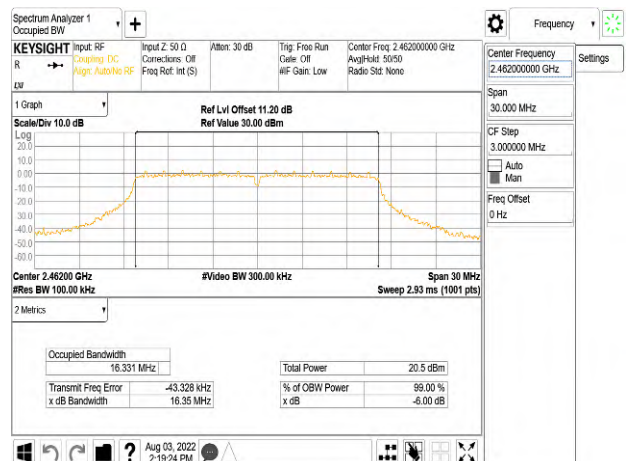 Spectrum Analyzer 1
Occupied BW
Frequency
KEYSIGHT
Input: RF
Coupling: DC
Align: Auto/No RF
Input Z: 50 Ω
Corrections: Off
Freq Ref: Int (S)
Atten: 30 dB
Trig: Free Run
Gate: Off
#IF Gain: Low
Center Freq: 2.462000000 GHz
Avg|Hold: 50/50
Radio Std: None
R
LXI
Center Frequency
2.462000000 GHz
Settings
Span
30.000 MHz
CF Step
3.000000 MHz
Auto
Man
Freq Offset
0 Hz
1 Graph
Scale/Div 10.0 dB
Ref Lvl Offset 11.20 dB
Ref Value 30.00 dBm
Log
20.0
10.0
0.00
-10.0
-20.0
-30.0
-40.0
-50.0
-60.0
Center 2.46200 GHz
#Res BW 100.00 kHz
#Video BW 300.00 kHz
Span 30 MHz
Sweep 2.93 ms (1001 pts)
2 Metrics
Occupied Bandwidth
16.331 MHz
Total Power 20.5 dBm
Transmit Freq Error -43.328 kHz
% of OBW Power 99.00 %
x dB Bandwidth 16.35 MHz
x dB -6.00 dB
?
Aug 03, 2022
2:19:24 PM